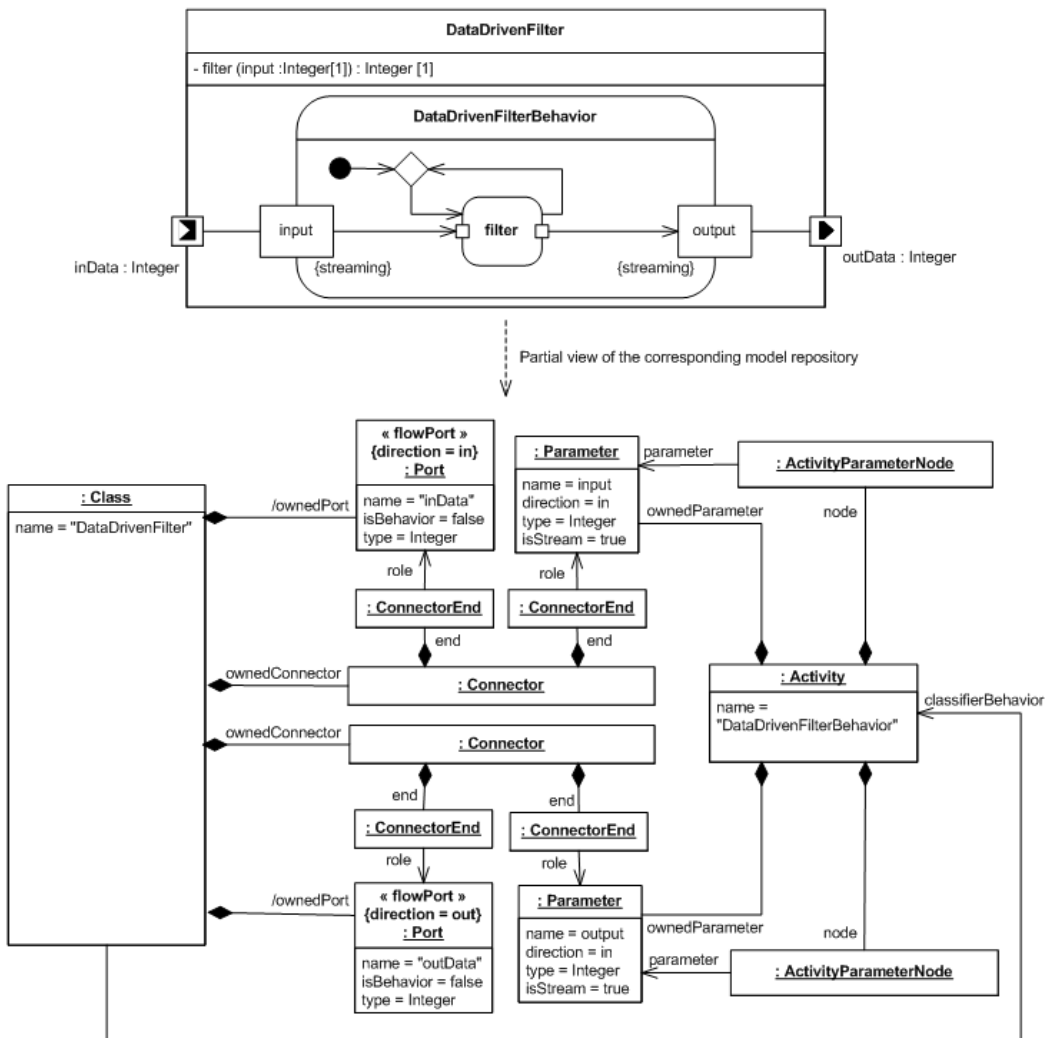 DataDrivenFilter
- filter (input :Integer[1]) : Integer [1]
DataDrivenFilterBehavior
input
filter
output
{streaming}
{streaming}
inData : Integer
outData : Integer
Partial view of the corresponding model repository
« flowPort »
{direction = in}
: Port
name = "inData"
isBehavior = false
type = Integer
: Parameter
name = input
direction = in
type = Integer
isStream = true
parameter
: ActivityParameterNode
: Class
name = "DataDrivenFilter"
/ownedPort
ownedParameter
node
role
role
: ConnectorEnd
: ConnectorEnd
end
end
ownedConnector
: Connector
: Activity
name =
"DataDrivenFilterBehavior"
classifierBehavior
ownedConnector
: Connector
end
end
: ConnectorEnd
: ConnectorEnd
role
role
/ownedPort
« flowPort »
{direction = out}
: Port
name = "outData"
isBehavior = false
type = Integer
: Parameter
name = output
direction = in
type = Integer
isStream = true
ownedParameter
node
parameter
: ActivityParameterNode